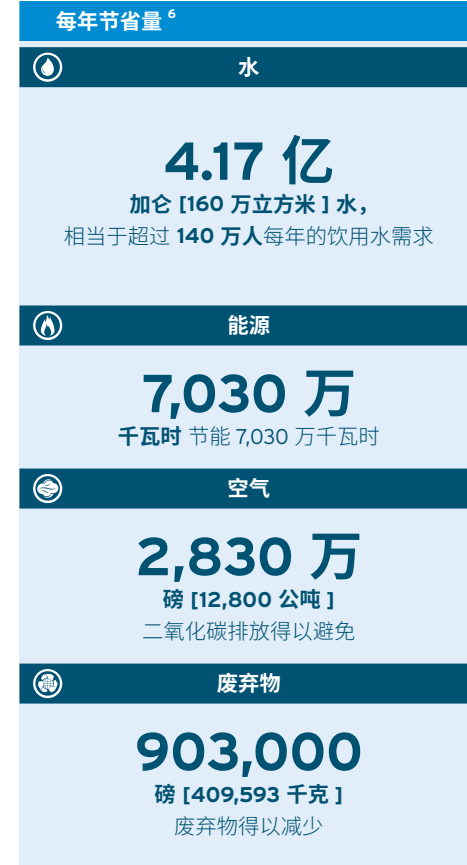 每年节省量 6
水
4.17 亿
加仑 [160 万立方米 ] 水，
相当于超过 140 万人每年的饮用水需求
能源
7,030 万
千瓦时 节能 7,030 万千瓦时
空气
2,830 万
磅 [12,800 公吨 ]
二氧化碳排放得以避免
废弃物
903,000
磅 [409,593 千克 ]
废弃物得以减少